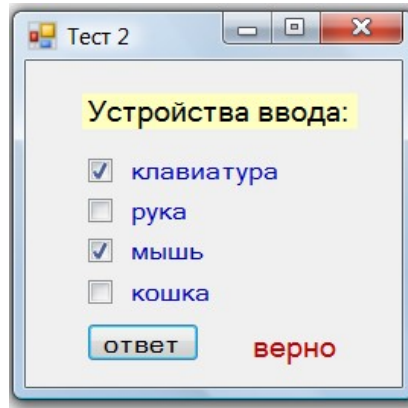 Тест 2
Устройства ввода:
клавиатура
рука
мышь
кошка
ответ
верно